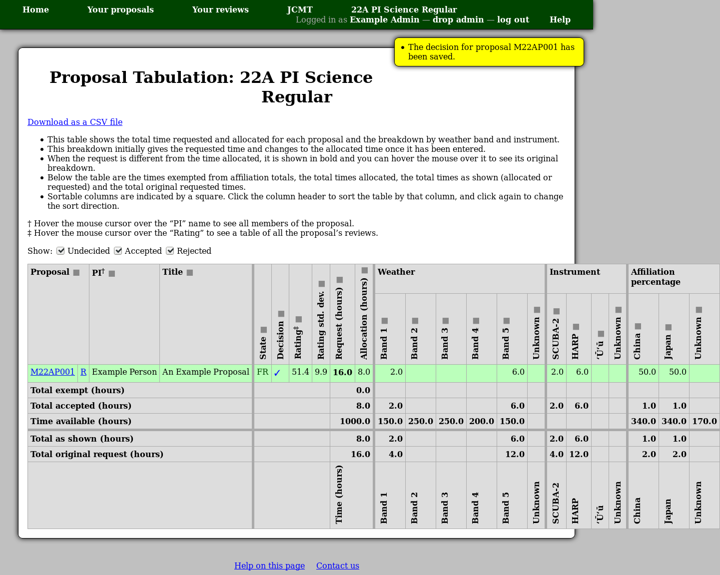 Home Your proposals Your reviews JCMT 22A PI Science Regular
Logged in as Example Admin — drop admin — log out Help
• The decision for proposal M22AP001 has
been saved.
Proposal Tabulation: 22A PI Science
Regular
Download as a CSV file
• This table shows the total time requested and allocated for each proposal and the breakdown by weather band and instrument.
• This breakdown initially gives the requested time and changes to the allocated time once it has been entered.
• When the request is different from the time allocated, it is shown in bold and you can hover the mouse over it to see its original
breakdown.
• Below the table are the times exempted from affiliation totals, the total times allocated, the total times as shown (allocated or
requested) and the total original requested times.
• Sortable columns are indicated by a square. Click the column header to sort the table by that column, and click again to change
the sort direction.
† Hover the mouse cursor over the “PI” name to see all members of the proposal.
‡ Hover the mouse cursor over the “Rating” to see a table of all the proposal’s reviews.
Show: Undecided Accepted Rejected
Proposal PI† Title State Decision Rating‡ Rating std. dev. Request (hours) Allocation (hours) Weather Instrument Affiliation
percentage
Band 1 Band 2 Band 3 Band 4 Band 5 Unknown SCUBA-2 HARP ʻŪʻū Unknown China Japan Unknown
M22AP001 R Example Person An Example Proposal FR ✓ 51.4 9.9 16.0 8.0 2.0 6.0 2.0 6.0 50.0 50.0
Total exempt (hours) 0.0
Total accepted (hours) 8.0 2.0 6.0 2.0 6.0 1.0 1.0
Time available (hours) 1000.0 150.0 250.0 250.0 200.0 150.0 340.0 340.0 170.0
Total as shown (hours) 8.0 2.0 6.0 2.0 6.0 1.0 1.0
Total original request (hours) 16.0 4.0 12.0 4.0 12.0 2.0 2.0
Time (hours) Band 1 Band 2 Band 3 Band 4 Band 5 Unknown SCUBA-2 HARP ʻŪʻū Unknown China Japan Unknown
Help on this page Contact us